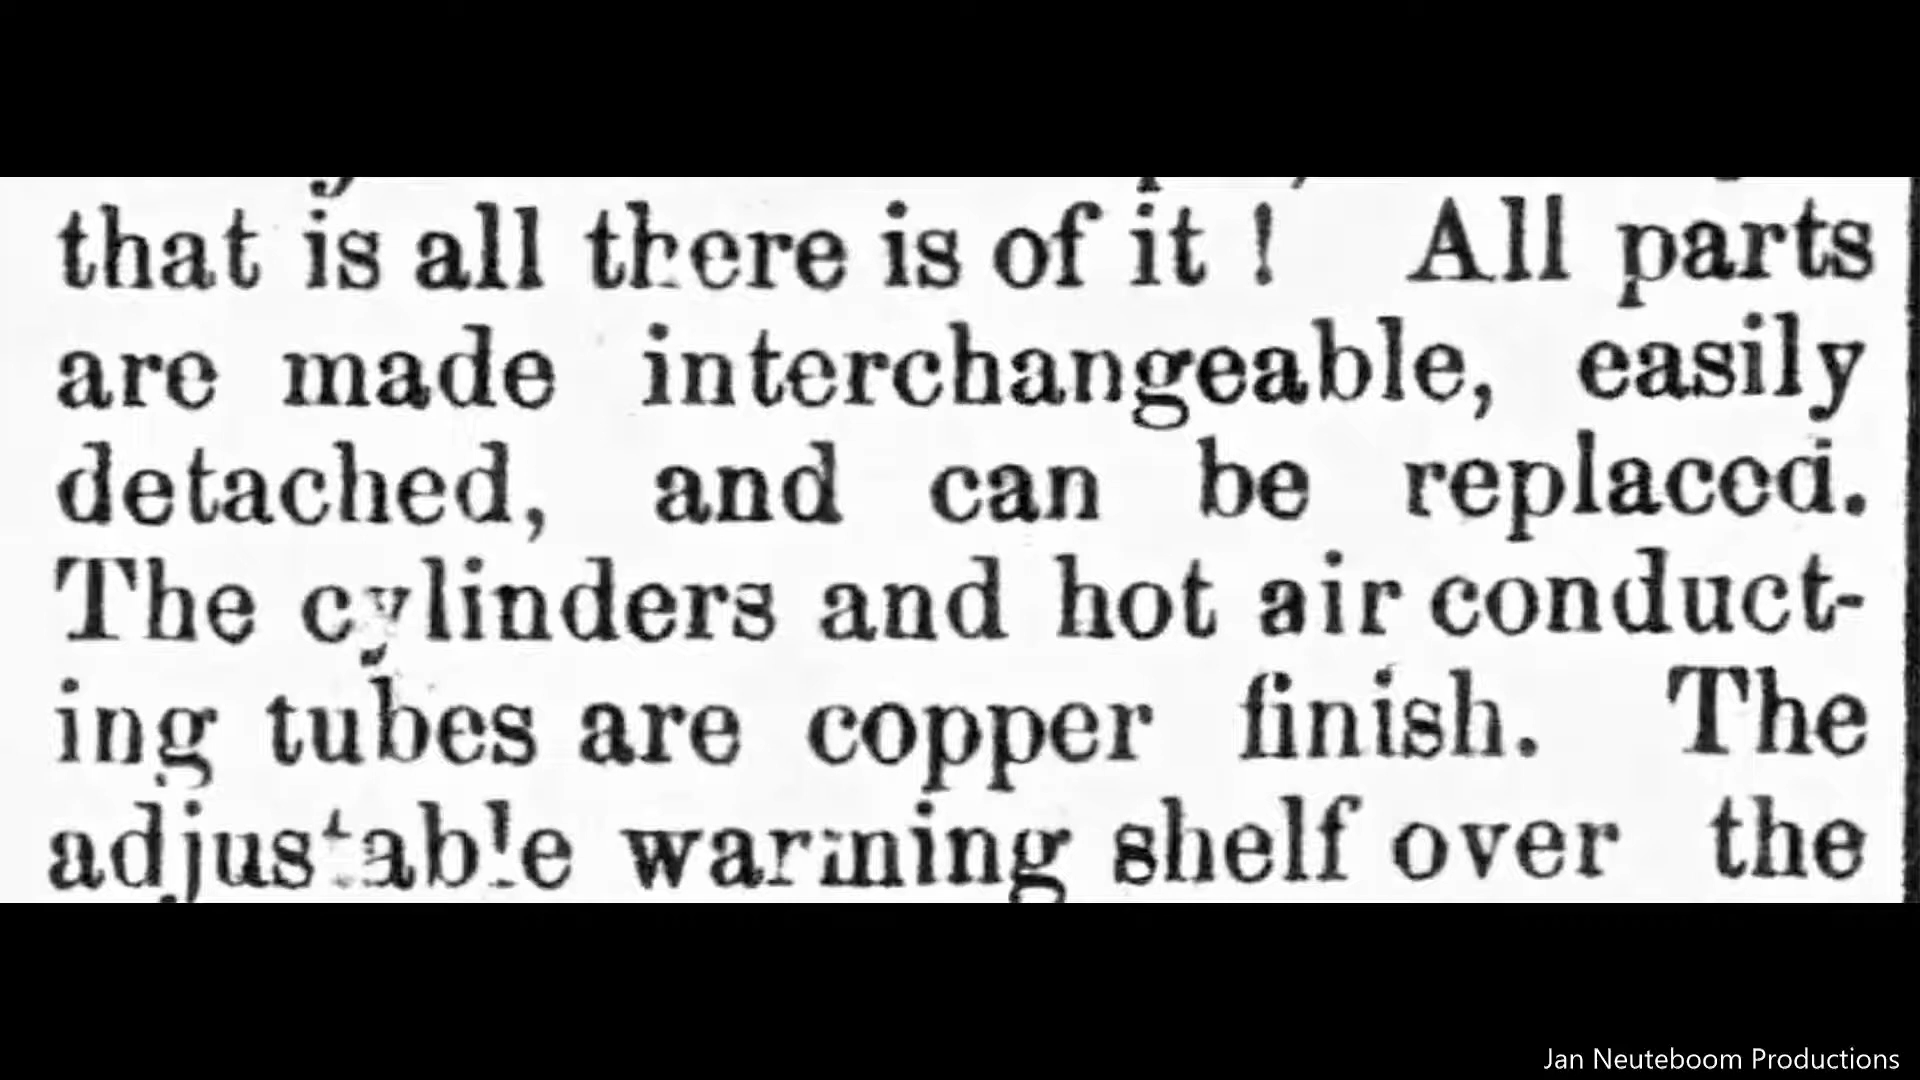 that is all there is of it ! All parts
are made interchangeable, easily
detached, and can be replaced.
The cylinders and hot air conduct-
ing tubes are copper finish. The
adjustable warming shelf over the
Jan Neuteboom Productions